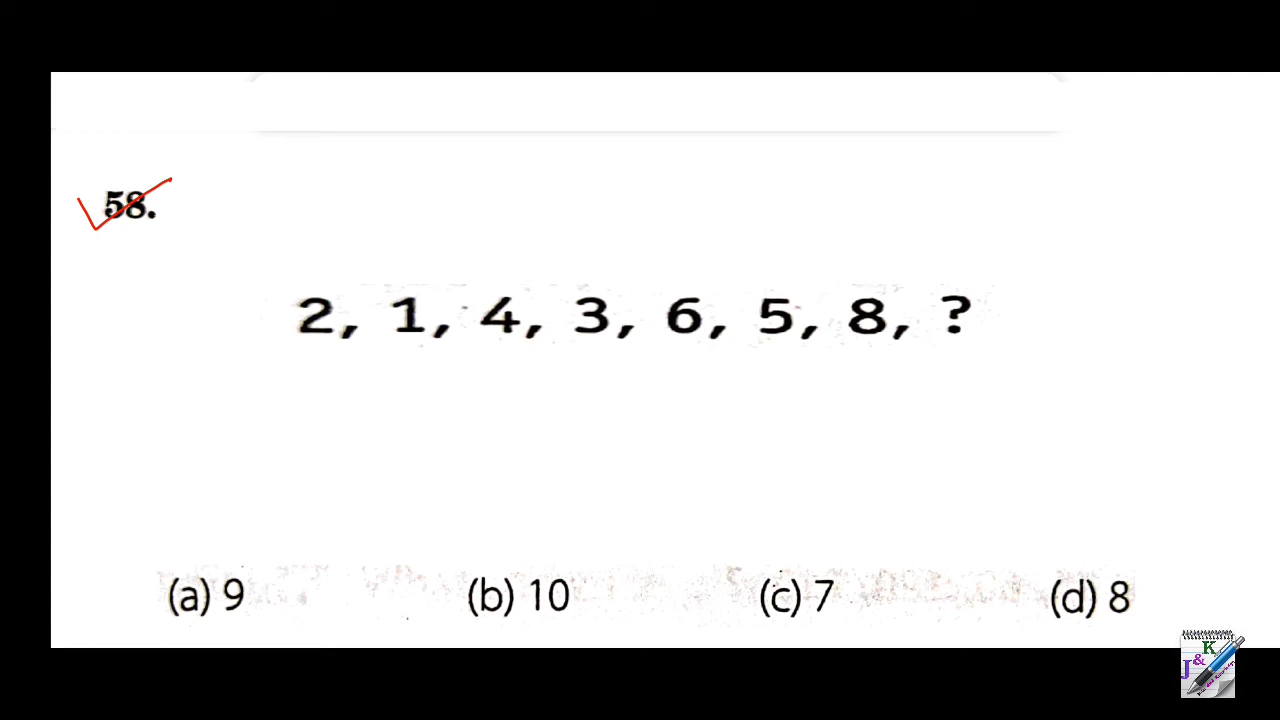 58.
2, 1, 4, 3, 6, 5, 8, ?
(a) 9 (b) 10 (c) 7 (d) 8
J & K